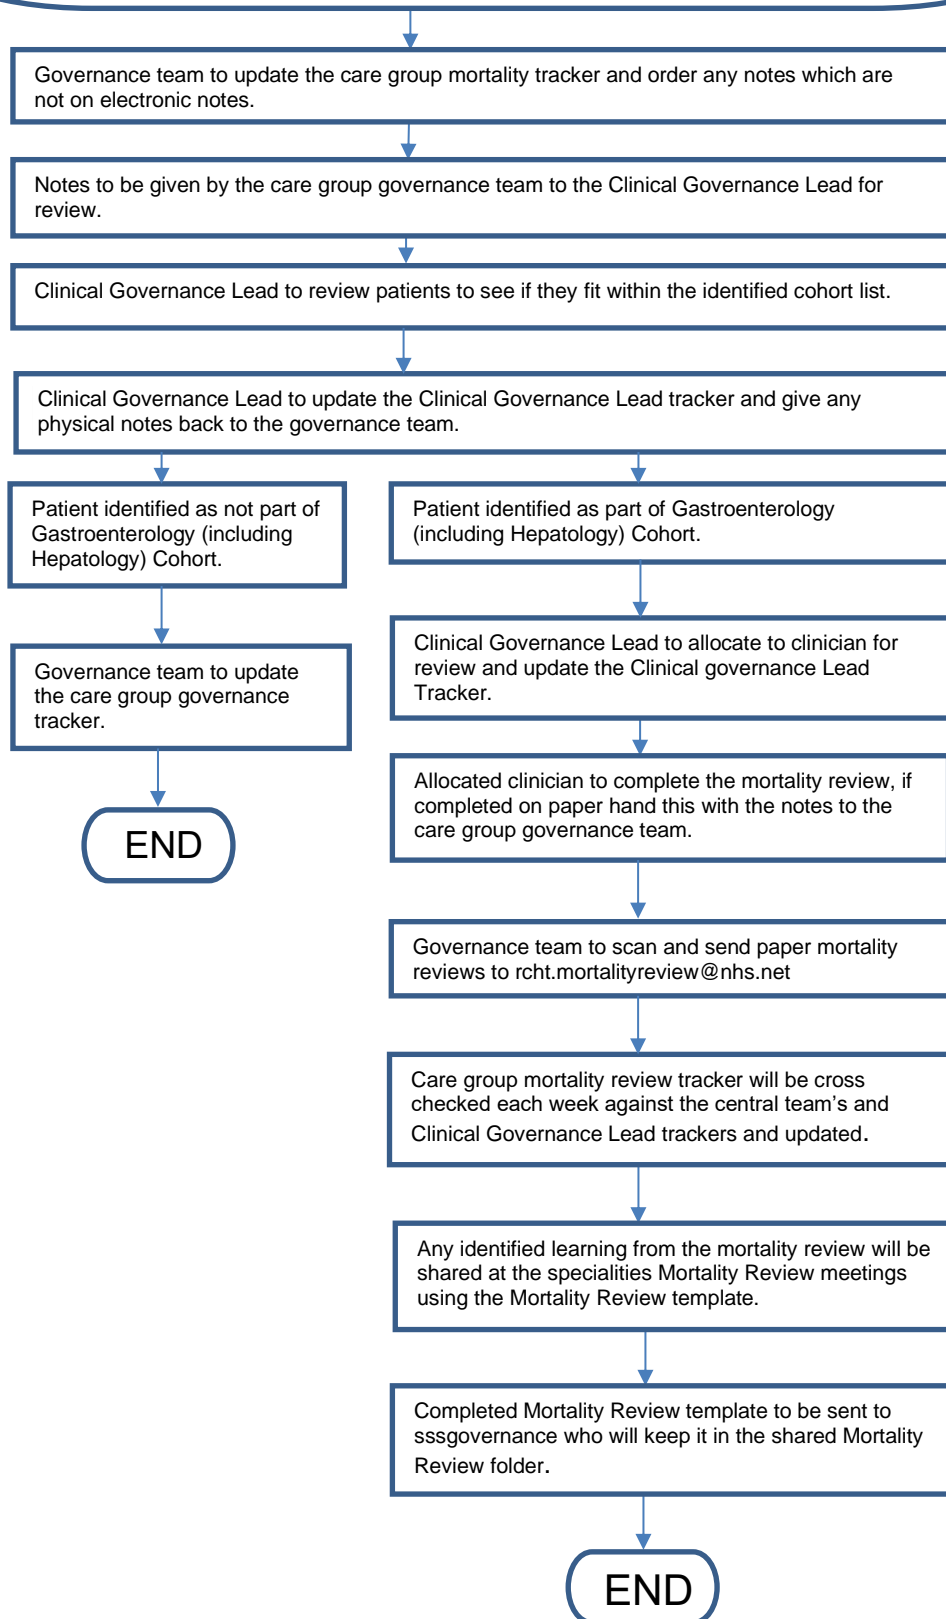 Governance team to update the care group mortality tracker and order any notes which are
not on electronic notes.
Notes to be given by the care group governance team to the Clinical Governance Lead for
review.
Clinical Governance Lead to review patients to see if they fit within the identified cohort list.
Clinical Governance Lead to update the Clinical Governance Lead tracker and give any
physical notes back to the governance team.
Patient identified as not part of
Gastroenterology (including
Hepatology) Cohort.
Governance team to update
the care group governance
tracker.
END
Patient identified as part of Gastroenterology
(including Hepatology) Cohort.
Clinical Governance Lead to allocate to clinician for
review and update the Clinical governance Lead
Tracker.
Allocated clinician to complete the mortality review, if
completed on paper hand this with the notes to the
care group governance team.
Governance team to scan and send paper mortality
reviews to rcht.mortalityreview@nhs.net
Care group mortality review tracker will be cross
checked each week against the central team’s and
Clinical Governance Lead trackers and updated.
Any identified learning from the mortality review will be
shared at the specialities Mortality Review meetings
using the Mortality Review template.
Completed Mortality Review template to be sent to
sssgovernance who will keep it in the shared Mortality
Review folder.
END